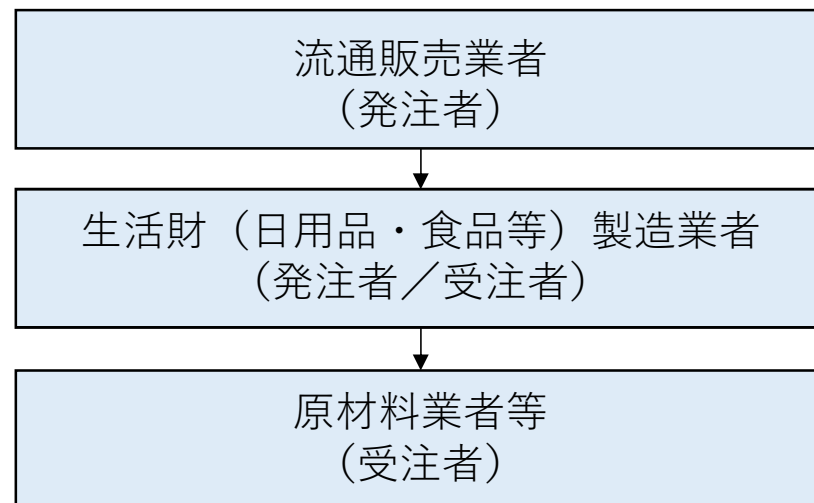 流通販売業者
（発注者）
生活財（日用品・食品等）製造業者
（発注者／受注者）
原材料業者等
（受注者）